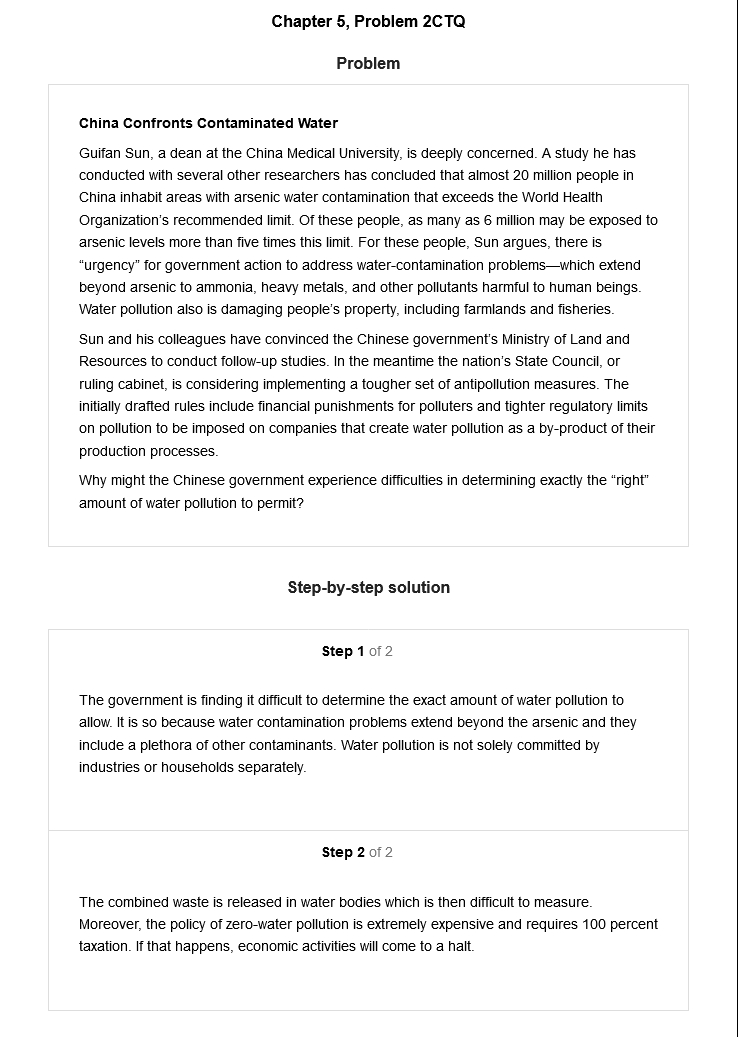 Chapter 5, Problem 2CTQ
Problem
China Confronts Contaminated Water
Guifan Sun, a dean at the China Medical University, is deeply concerned. A study he has
conducted with several other researchers has concluded that almost 20 million people in
China inhabit areas with arsenic water contamination that exceeds the World Health
Organization's recommended limit. Of these people, as many as 6 million may be exposed to
arsenic levels more than five times this limit. For these people, Sun argues, there is
“urgency” for government action to address water-contamination problems—which extend
beyond arsenic to ammonia, heavy metals, and other pollutants harmful to human beings.
Water pollution also is damaging people's property, including farmlands and fisheries.
Sun and his colleagues have convinced the Chinese government's Ministry of Land and
Resources to conduct follow-up studies. In the meantime the nation's State Council, or
ruling cabinet, is considering implementing a tougher set of antipollution measures. The
initially drafted rules include financial punishments for polluters and tighter regulatory limits
on pollution to be imposed on companies that create water pollution as a by-product of their
production processes.
Why might the Chinese government experience difficulties in determining exactly the “right”
amount of water pollution to permit?
Step-by-step solution
Step 1 of 2
The government is finding it difficult to determine the exact amount of water pollution to
allow. It is so because water contamination problems extend beyond the arsenic and they
include a plethora of other contaminants. Water pollution is not solely committed by
industries or households separately.
Step 2 of 2
The combined waste is released in water bodies which is then difficult to measure.
Moreover, the policy of zero-water pollution is extremely expensive and requires 100 percent
taxation. If that happens, economic activities will come to a halt.